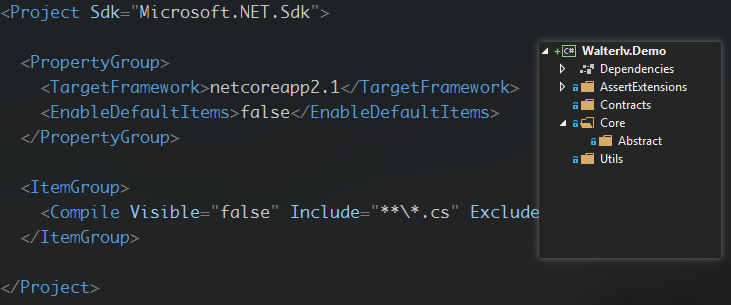 <Project Sdk="Microsoft.NET.Sdk">
<PropertyGroup>
<TargetFramework>netcoreapp2.1</TargetFramework>
<EnableDefaultItems>false</EnableDefaultItems>
</PropertyGroup>
<ItemGroup>
<Compile Visible="false" Include="**\*.cs" Exclude
</ItemGroup>
</Project>
C# Walterlv.Demo
Dependencies
AssertExtensions
Contracts
Core
Abstract
Utils